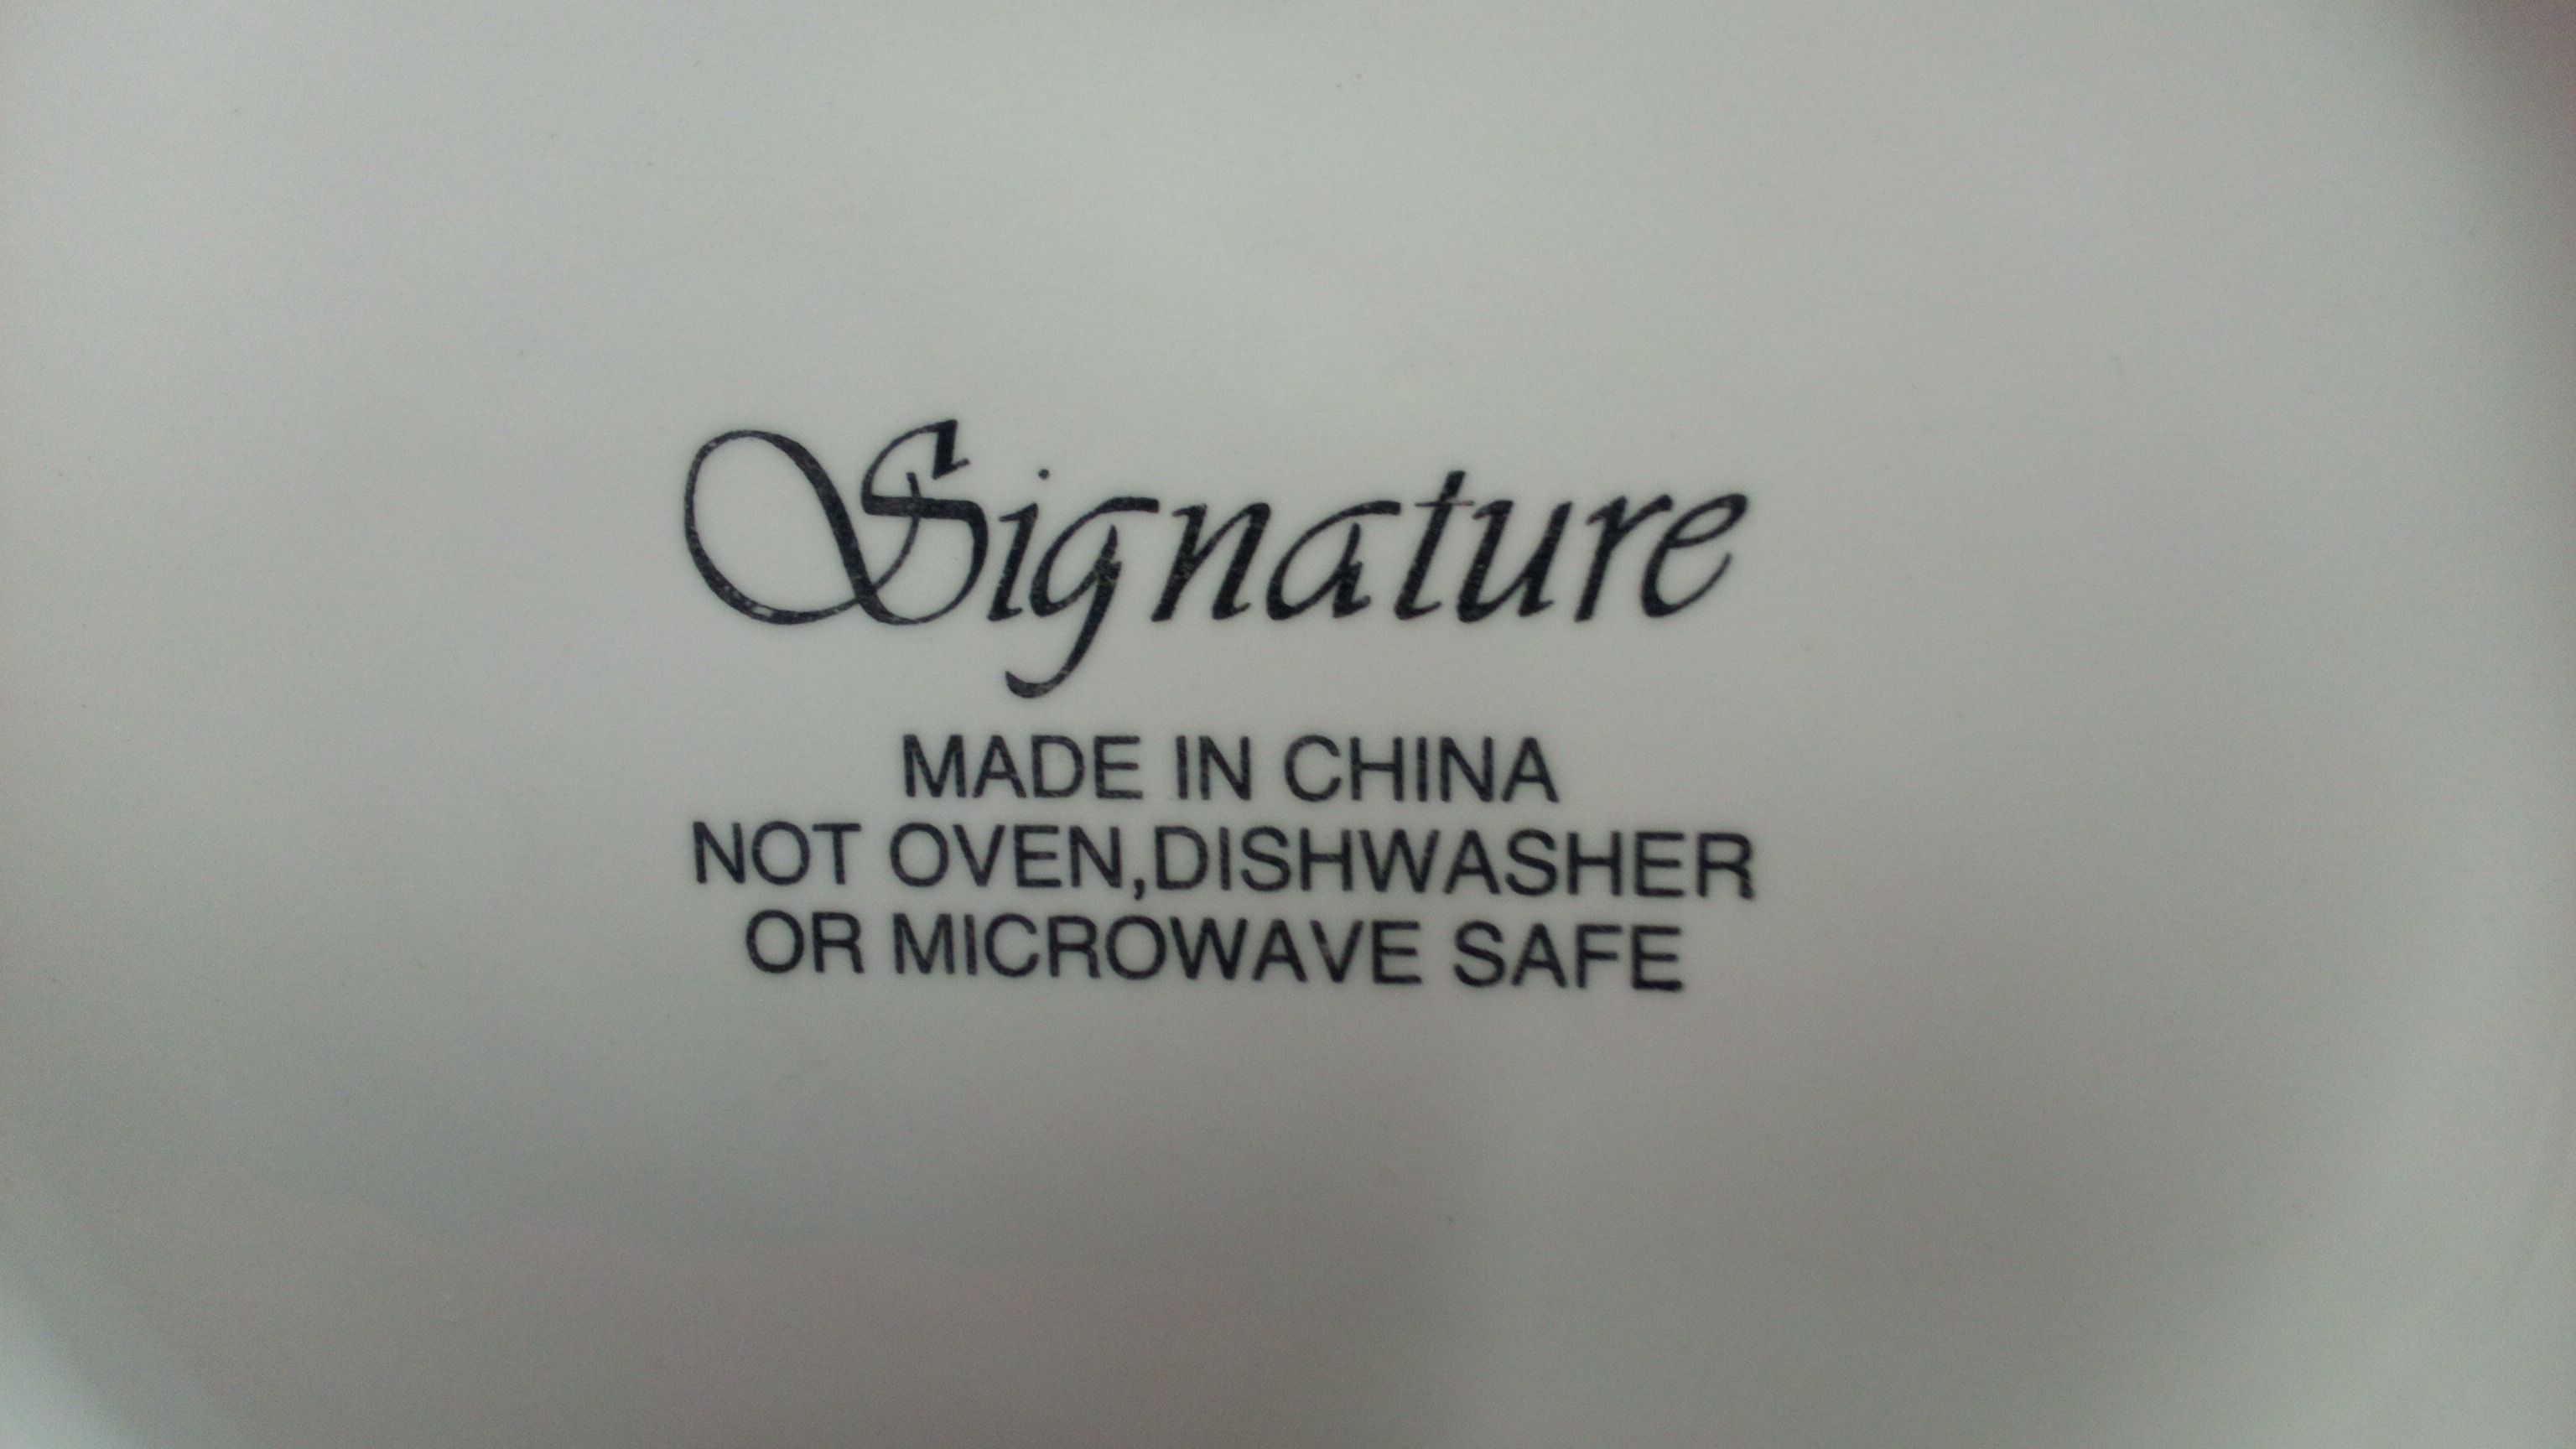 Signature
MADE IN CHINA
NOT OVEN,DISHWASHER
OR MICROWAVE SAFE